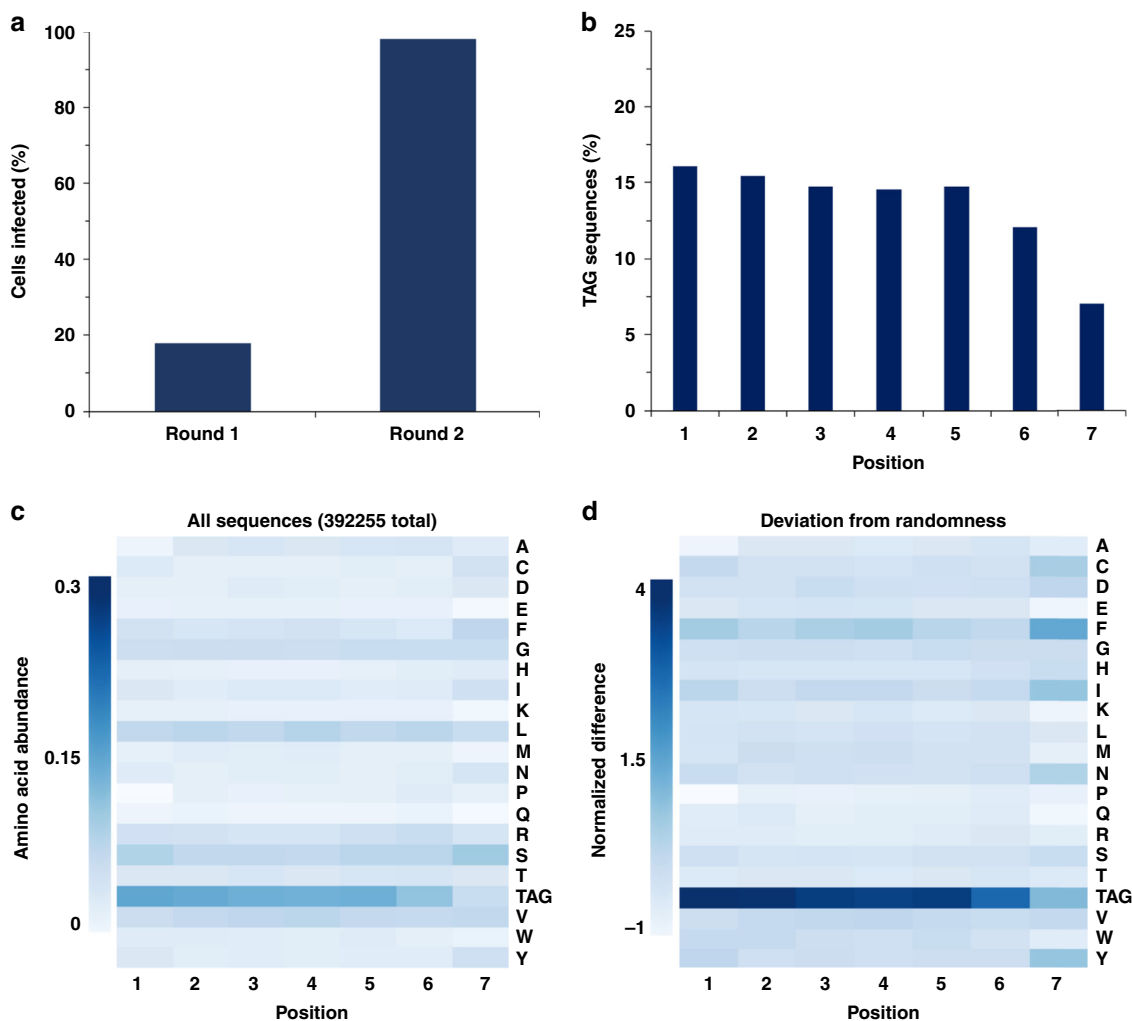 a
100
80
60
40
20
0
Cells infected (%)
Round 1
Round 2
b
25
20
15
10
5
0
TAG sequences (%)
1 2 3 4 5 6 7
Position
c
All sequences (392255 total)
0.3
0.15
0
Amino acid abundance
A
C
D
E
F
G
H
I
K
L
M
N
P
Q
R
S
T
TAG
V
W
Y
1 2 3 4 5 6 7
Position
d
Deviation from randomness
4
1.5
–1
Normalized difference
A
C
D
E
F
G
H
I
K
L
M
N
P
Q
R
S
T
TAG
V
W
Y
1 2 3 4 5 6 7
Position